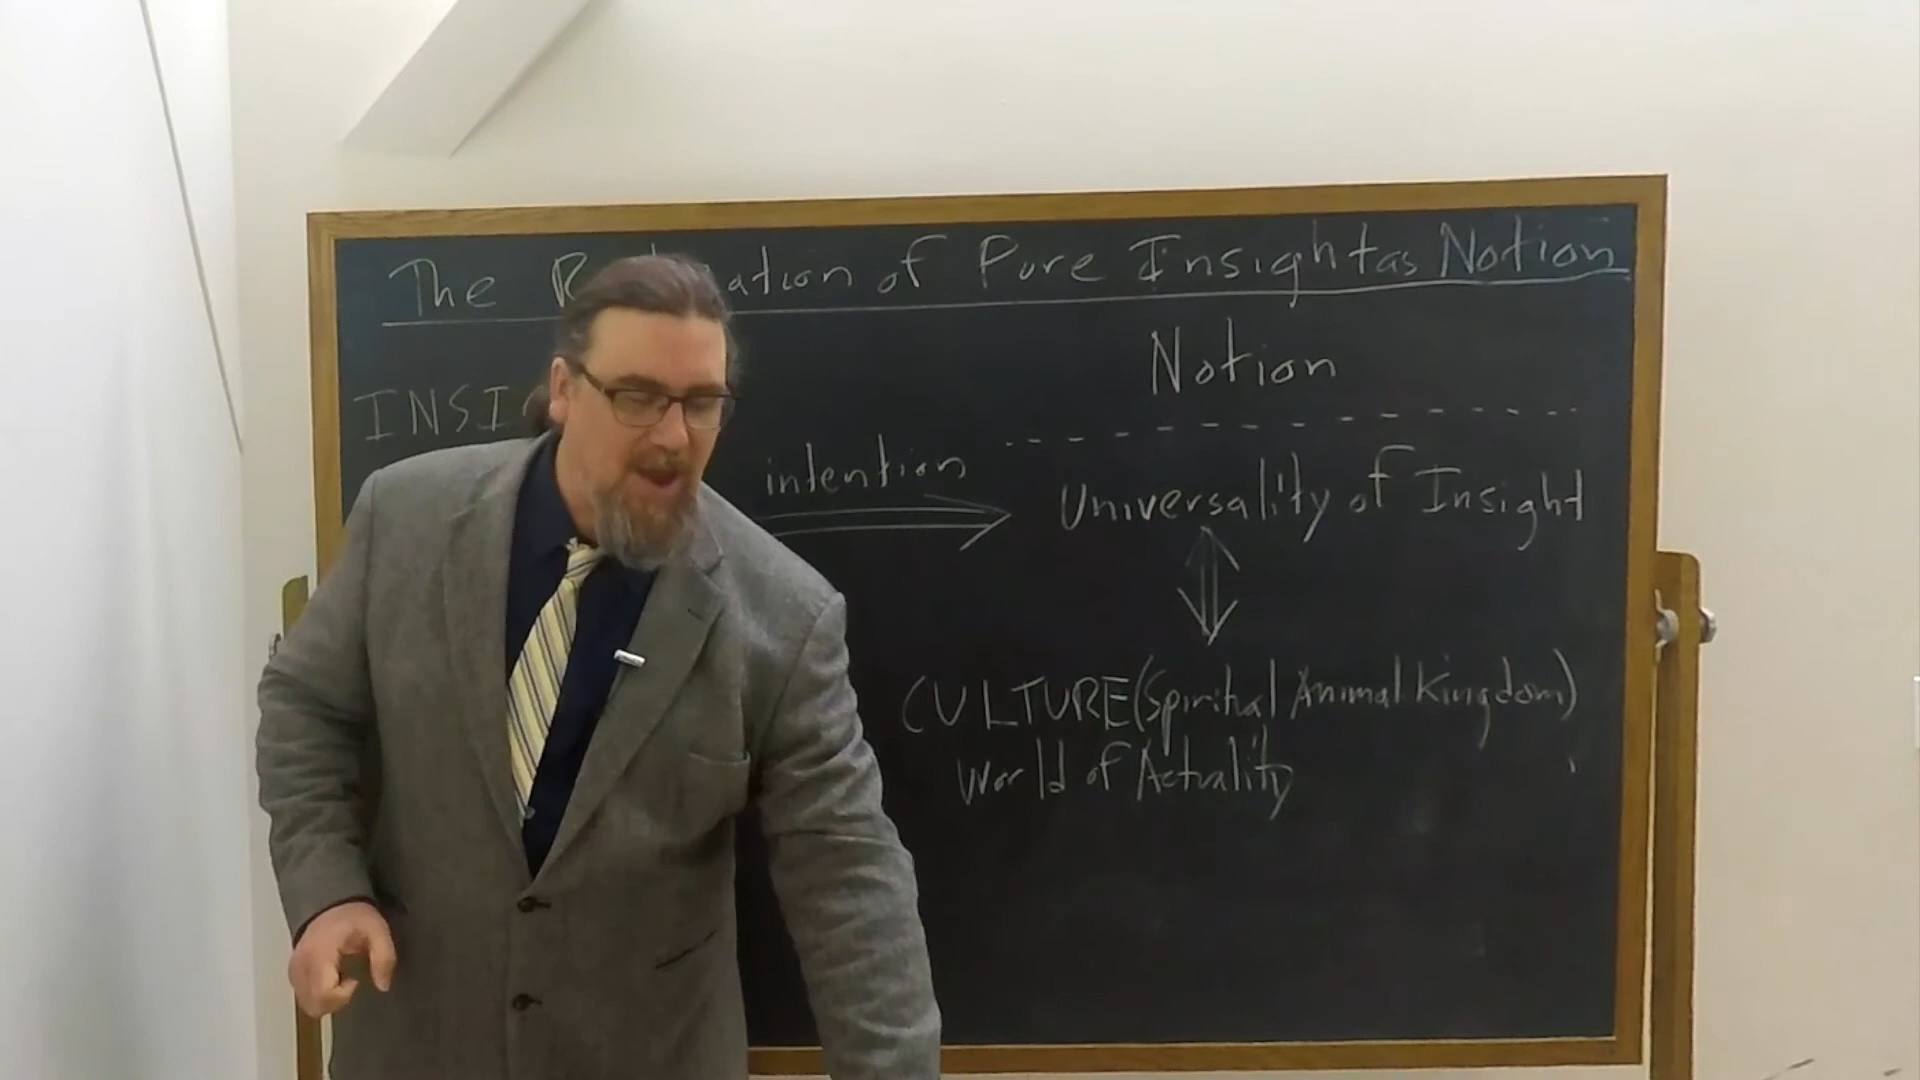 The R ation of Pure Insight as Notion
Notion
INSI
intention
Universality of Insight
CULTURE (Spiritual Animal Kingdom)
World of Actuality